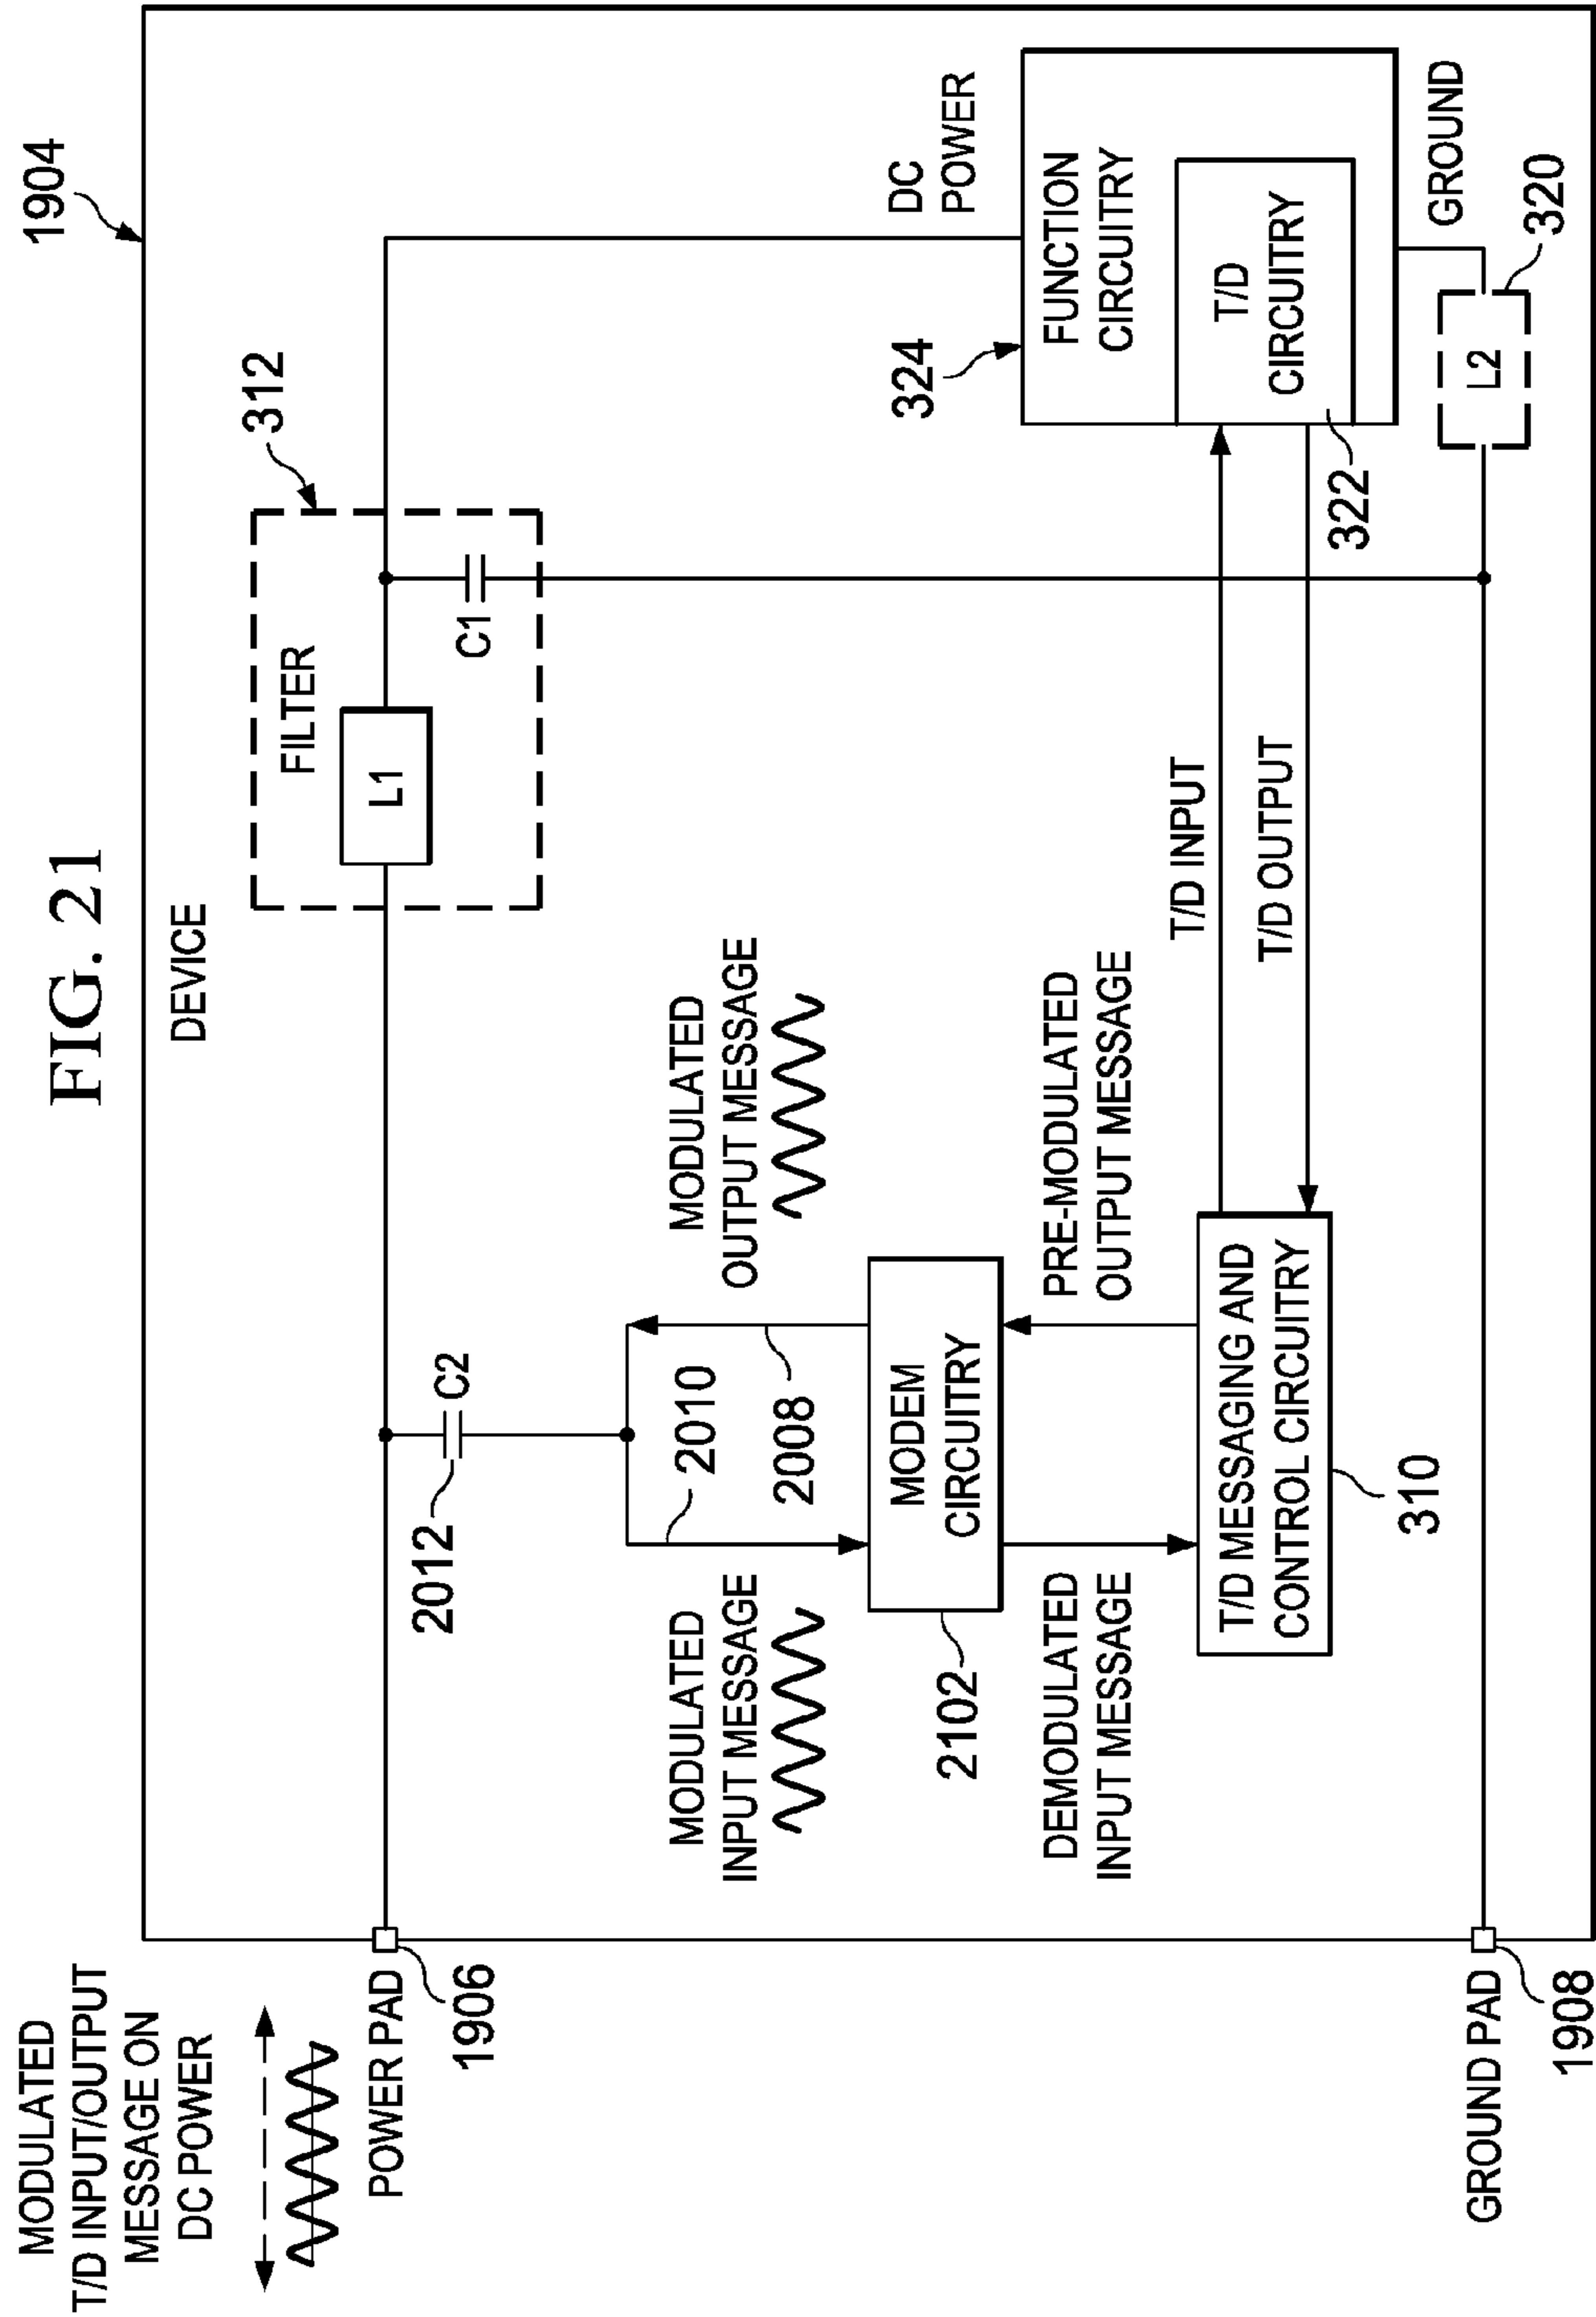 FIG. 21
MODULATED
T/D INPUT/OUTPUT
MESSAGE ON
DC POWER
POWER PAD
1906
GROUND PAD
1908
DEVICE
1904
2012
C2
FILTER
312
L1
C1
MODULATED
INPUT MESSAGE
2010
2008
MODULATED
OUTPUT MESSAGE
MODEM
CIRCUITRY
2102
DEMODULATED
INPUT MESSAGE
PRE-MODULATED
OUTPUT MESSAGE
T/D MESSAGING AND
CONTROL CIRCUITRY
310
T/D INPUT
T/D OUTPUT
DC
POWER
324
FUNCTION
CIRCUITRY
T/D
CIRCUITRY
322
GROUND
L2
320